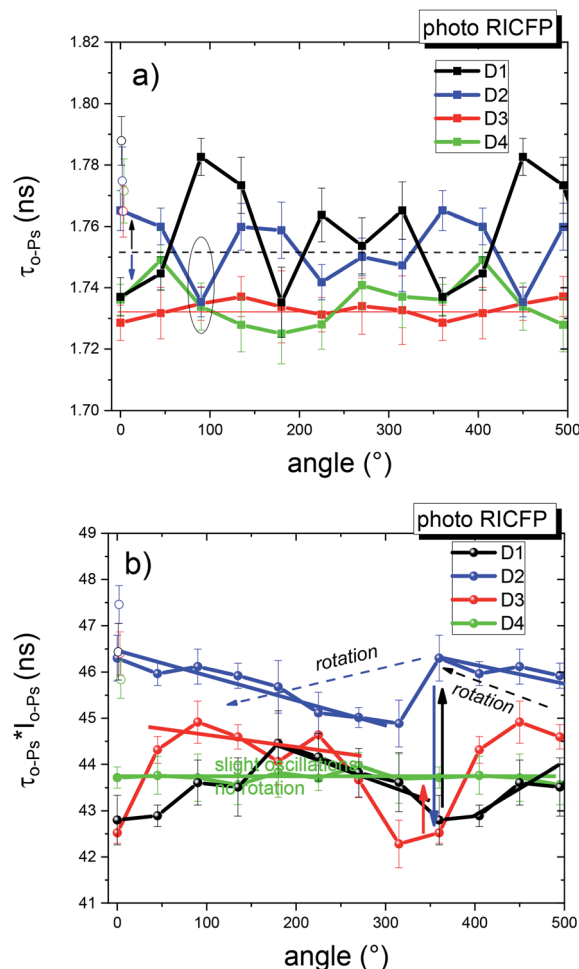 photo RICFP
a)
D1
D2
D3
D4
1.82
1.80
1.78
1.76
1.74
1.72
1.70
τo-Ps (ns)
0 100 200 300 400 500
angle (°)
photo RICFP
b)
D1
D2
D3
D4
49
48
47
46
45
44
43
42
41
τo-Ps*Io-Ps (ns)
rotation
rotation
slight oscillations
no rotation
0 100 200 300 400 500
angle (°)